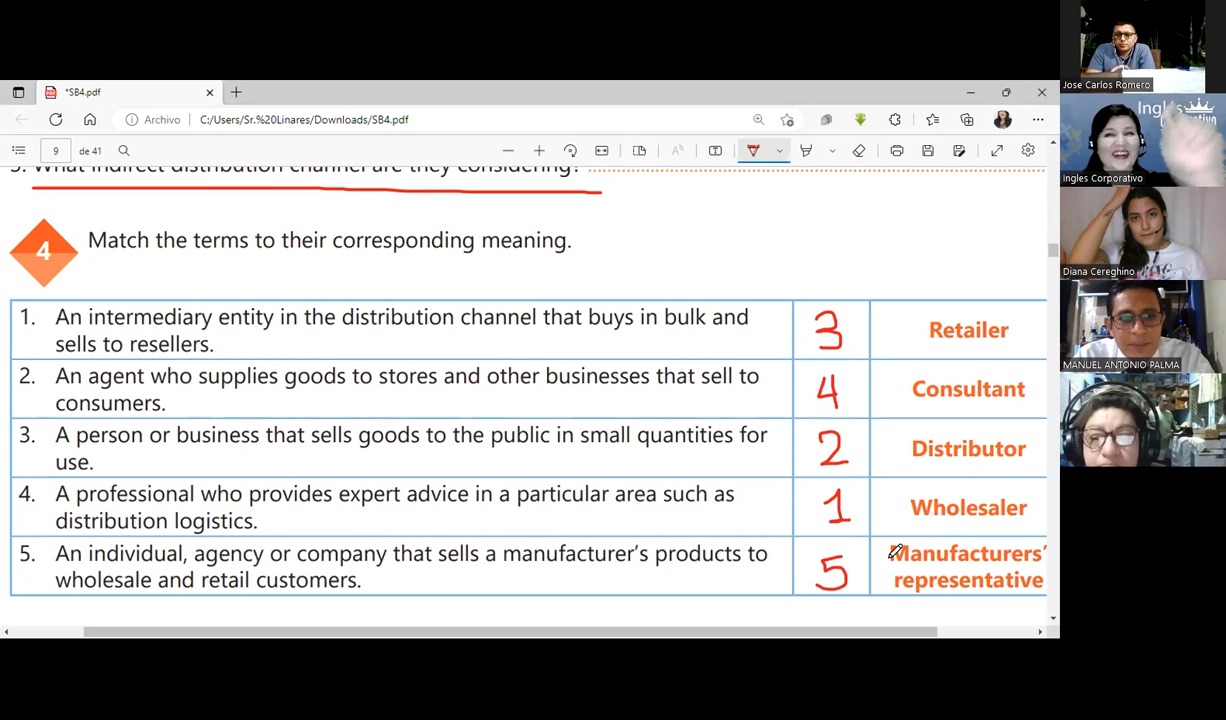 *SB4.pdf
Archivo
C:/Users/Sr.%20Linares/Downloads/SB4.pdf
9 de 41
3. What indirect distribution channel are they considering?
4 Match the terms to their corresponding meaning.
1. An intermediary entity in the distribution channel that buys in bulk and
sells to resellers.
3 Retailer
2. An agent who supplies goods to stores and other businesses that sell to
consumers.
4 Consultant
3. A person or business that sells goods to the public in small quantities for
use.
2 Distributor
4. A professional who provides expert advice in a particular area such as
distribution logistics.
1 Wholesaler
5. An individual, agency or company that sells a manufacturer's products to
wholesale and retail customers.
5 Manufacturers'
representative
Jose Carlos Romero
Inglés
Ingles Corporativo
Diana Cereghino
MANUEL ANTONIO PALMA